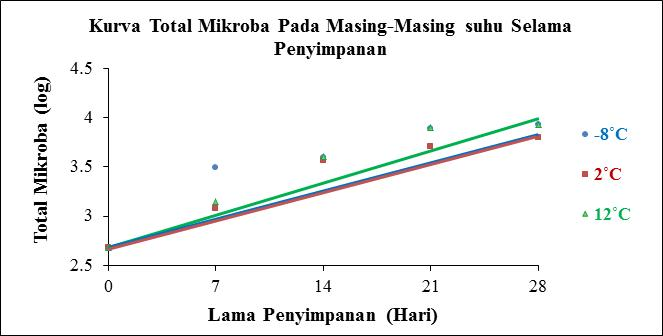 Kurva Total Mikroba Pada Masing-Masing suhu Selama
Penyimpanan
Total Mikroba (log)
4.5
4
3.5
3
2.5
0
7
14
21
28
Lama Penyimpanan (Hari)
-8˚C
2˚C
12˚C